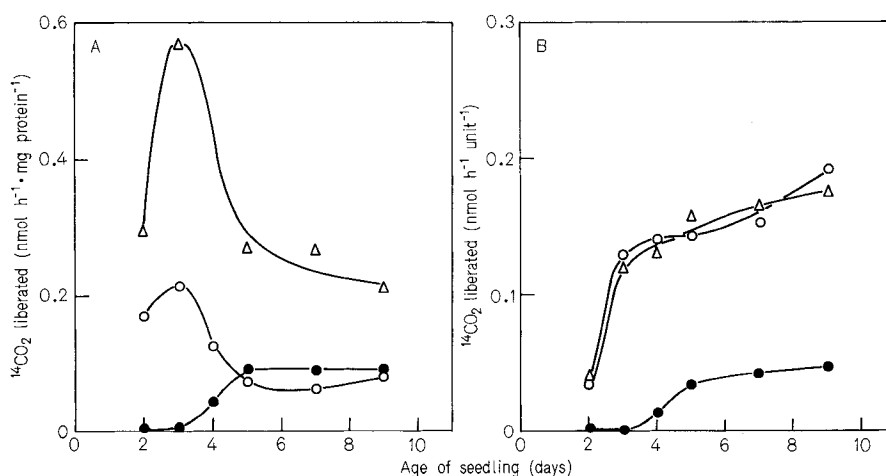 A
0.6
0.4
0.2
0
0 2 4 6 8 10
¹⁴CO₂ liberated (nmol h⁻¹·mg protein⁻¹)
B
0.3
0.2
0.1
0
0 2 4 6 8 10
¹⁴CO₂ liberated (nmol h⁻¹ unit⁻¹)
Age of seedling (days)